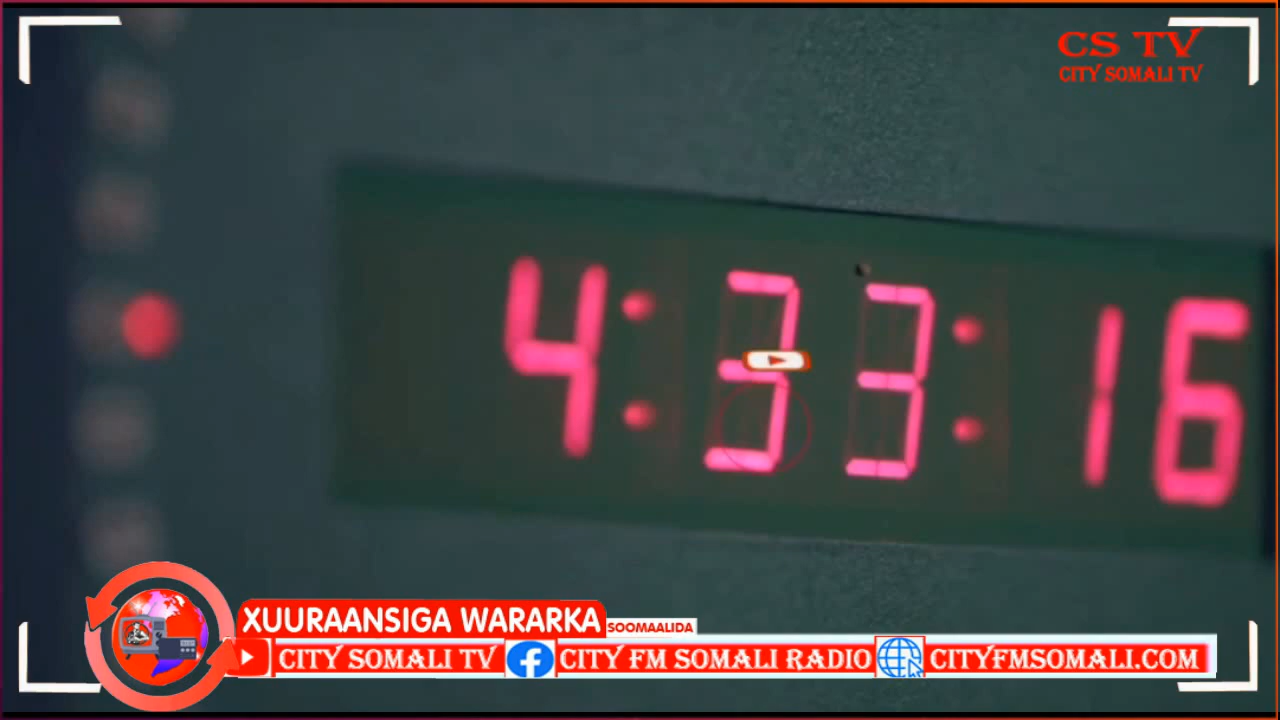 CS TV
CITY SOMALI TV
4:33:16
XUURAANSIGA WARARKA
SOOMAALIDA
CITY SOMALI TV CITY FM SOMALI RADIO CITYFMSOMALI.COM